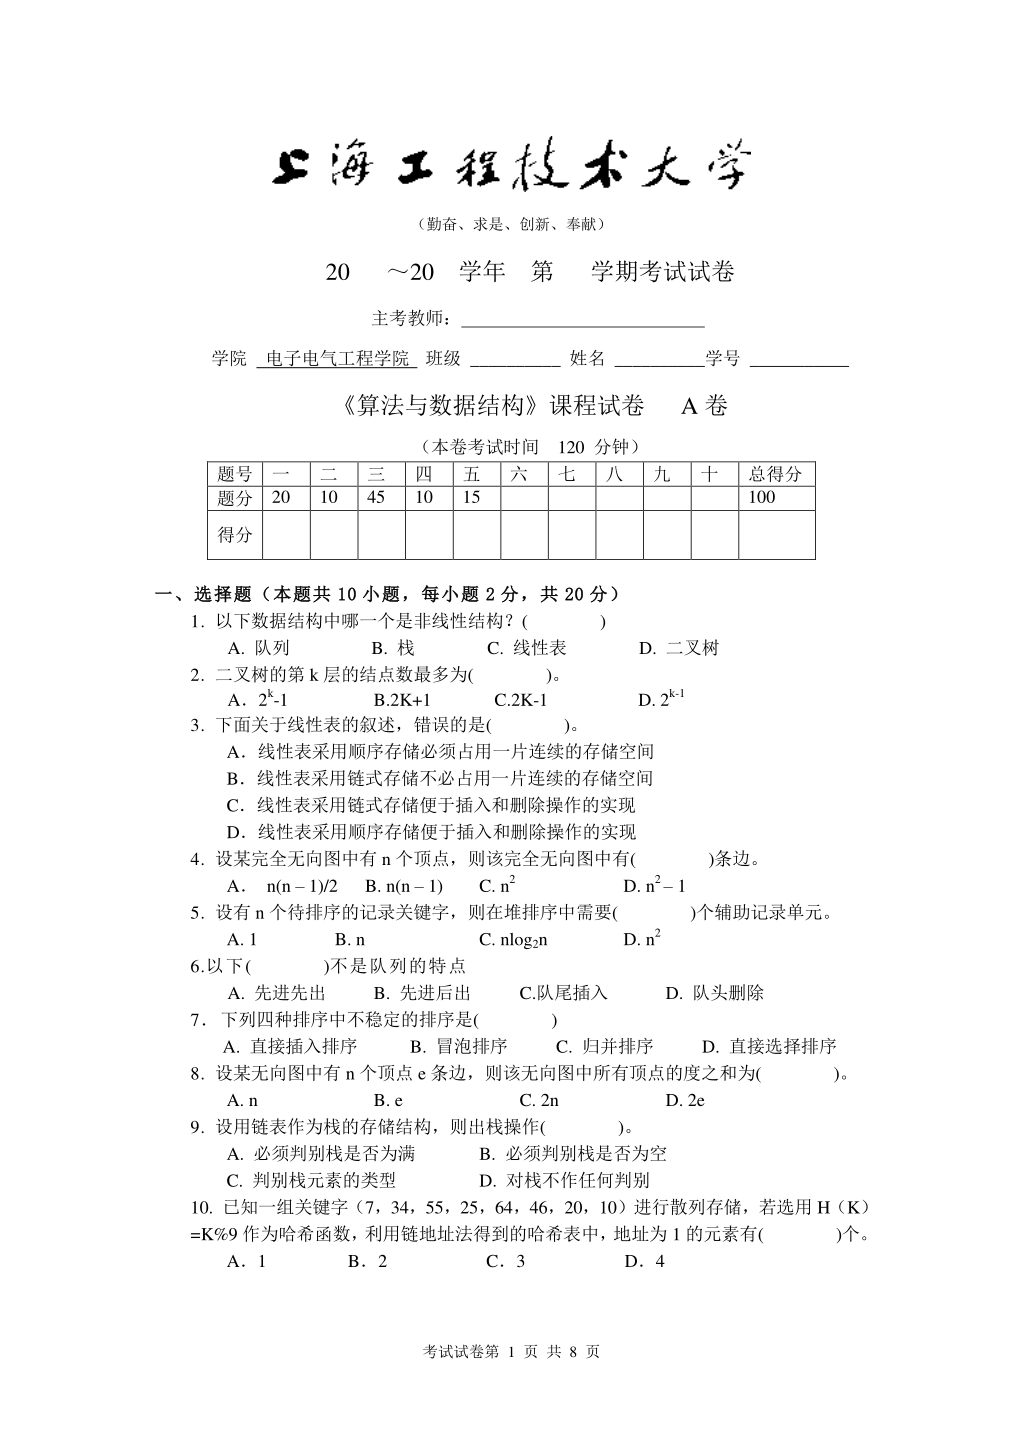 上海工程技术大学
（勤奋、求是、创新、奉献）
20 ～20 学年 第 学期考试试卷
主考教师：
学院 电子电气工程学院 班级 __________ 姓名 __________学号 ___________
《算法与数据结构》课程试卷 A 卷
（本卷考试时间 120 分钟）
题号 一 二 三 四 五 六 七 八 九 十 总得分
题分 20 10 45 10 15 100
得分
一、选择题（本题共 10 小题，每小题 2 分，共 20 分）
1. 以下数据结构中哪一个是非线性结构？( )
A. 队列 B. 栈 C. 线性表 D. 二叉树
2. 二叉树的第 k 层的结点数最多为( )。
A．2^k-1 B.2K+1 C.2K-1 D. 2^k-1
3. 下面关于线性表的叙述，错误的是( )。
A．线性表采用顺序存储必须占用一片连续的存储空间
B．线性表采用链式存储不必占用一片连续的存储空间
C．线性表采用链式存储便于插入和删除操作的实现
D．线性表采用顺序存储便于插入和删除操作的实现
4. 设某完全无向图中有 n 个顶点，则该完全无向图中有( )条边。
A． n(n – 1)/2 B. n(n – 1) C. n² D. n² – 1
5. 设有 n 个待排序的记录关键字，则在堆排序中需要( )个辅助记录单元。
A. 1 B. n C. nlog₂n D. n²
6.以下( )不是队列的特点
A. 先进先出 B. 先进后出 C.队尾插入 D. 队头删除
7．下列四种排序中不稳定的排序是( )
A. 直接插入排序 B. 冒泡排序 C. 归并排序 D. 直接选择排序
8. 设某无向图中有 n 个顶点 e 条边，则该无向图中所有顶点的度之和为( )。
A. n B. e C. 2n D. 2e
9. 设用链表作为栈的存储结构，则出栈操作( )。
A. 必须判别栈是否为满 B. 必须判别栈是否为空
C. 判别栈元素的类型 D. 对栈不作任何判别
10. 已知一组关键字（7，34，55，25，64，46，20，10）进行散列存储，若选用 H（K）
=K%9 作为哈希函数，利用链地址法得到的哈希表中，地址为 1 的元素有( )个。
A．1 B．2 C．3 D．4
考试试卷第 1 页 共 8 页